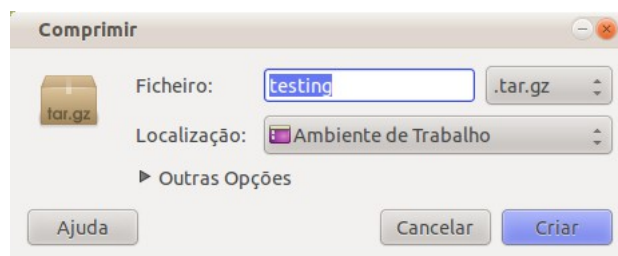 Comprimir
tar.gz
Ficheiro: testing .tar.gz
Localização: Ambiente de Trabalho
Outras Opções
Ajuda Cancelar Criar